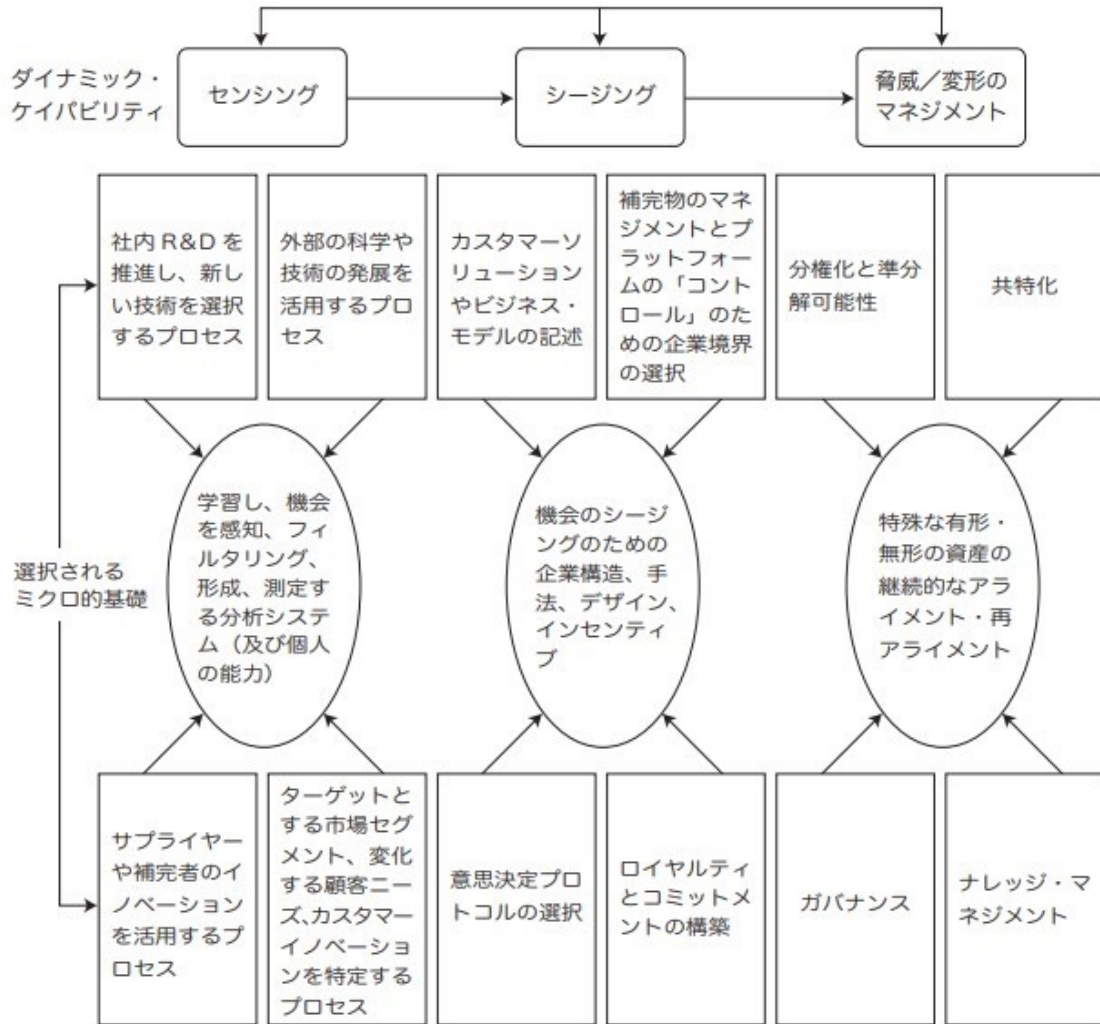 ダイナミック・
ケイパビリティ
センシング
シージング
脅威／変形の
マネジメント
社内 R&D を
推進し、新し
い技術を選択
するプロセス
外部の科学や
技術の発展を
活用するプロ
セス
カスタマーソ
リューション
やビジネス・
モデルの記述
補完物のマネ
ジメントとプ
ラットフォー
ムの「コント
ロール」のた
めの企業境界
の選択
分権化と準分
解可能性
共特化
選択される
ミクロ的基礎
学習し、機会
を感知、フィ
ルタリング、
形成、測定す
る分析システ
ム（及び個人
の能力）
機会のシージ
ングのための
企業構造、手
法、デザイン、
インセンティ
ブ
特殊な有形・
無形の資産の
継続的なアラ
イメント・再
アライメント
サプライヤー
や補完者のイ
ノベーション
を活用するプ
ロセス
ターゲットと
する市場セグ
メント、変化
する顧客ニー
ズ、カスタマー
イノベーショ
ンを特定する
プロセス
意思決定プロ
トコルの選択
ロイヤルティ
とコミットメ
ントの構築
ガバナンス
ナレッジ・マ
ネジメント